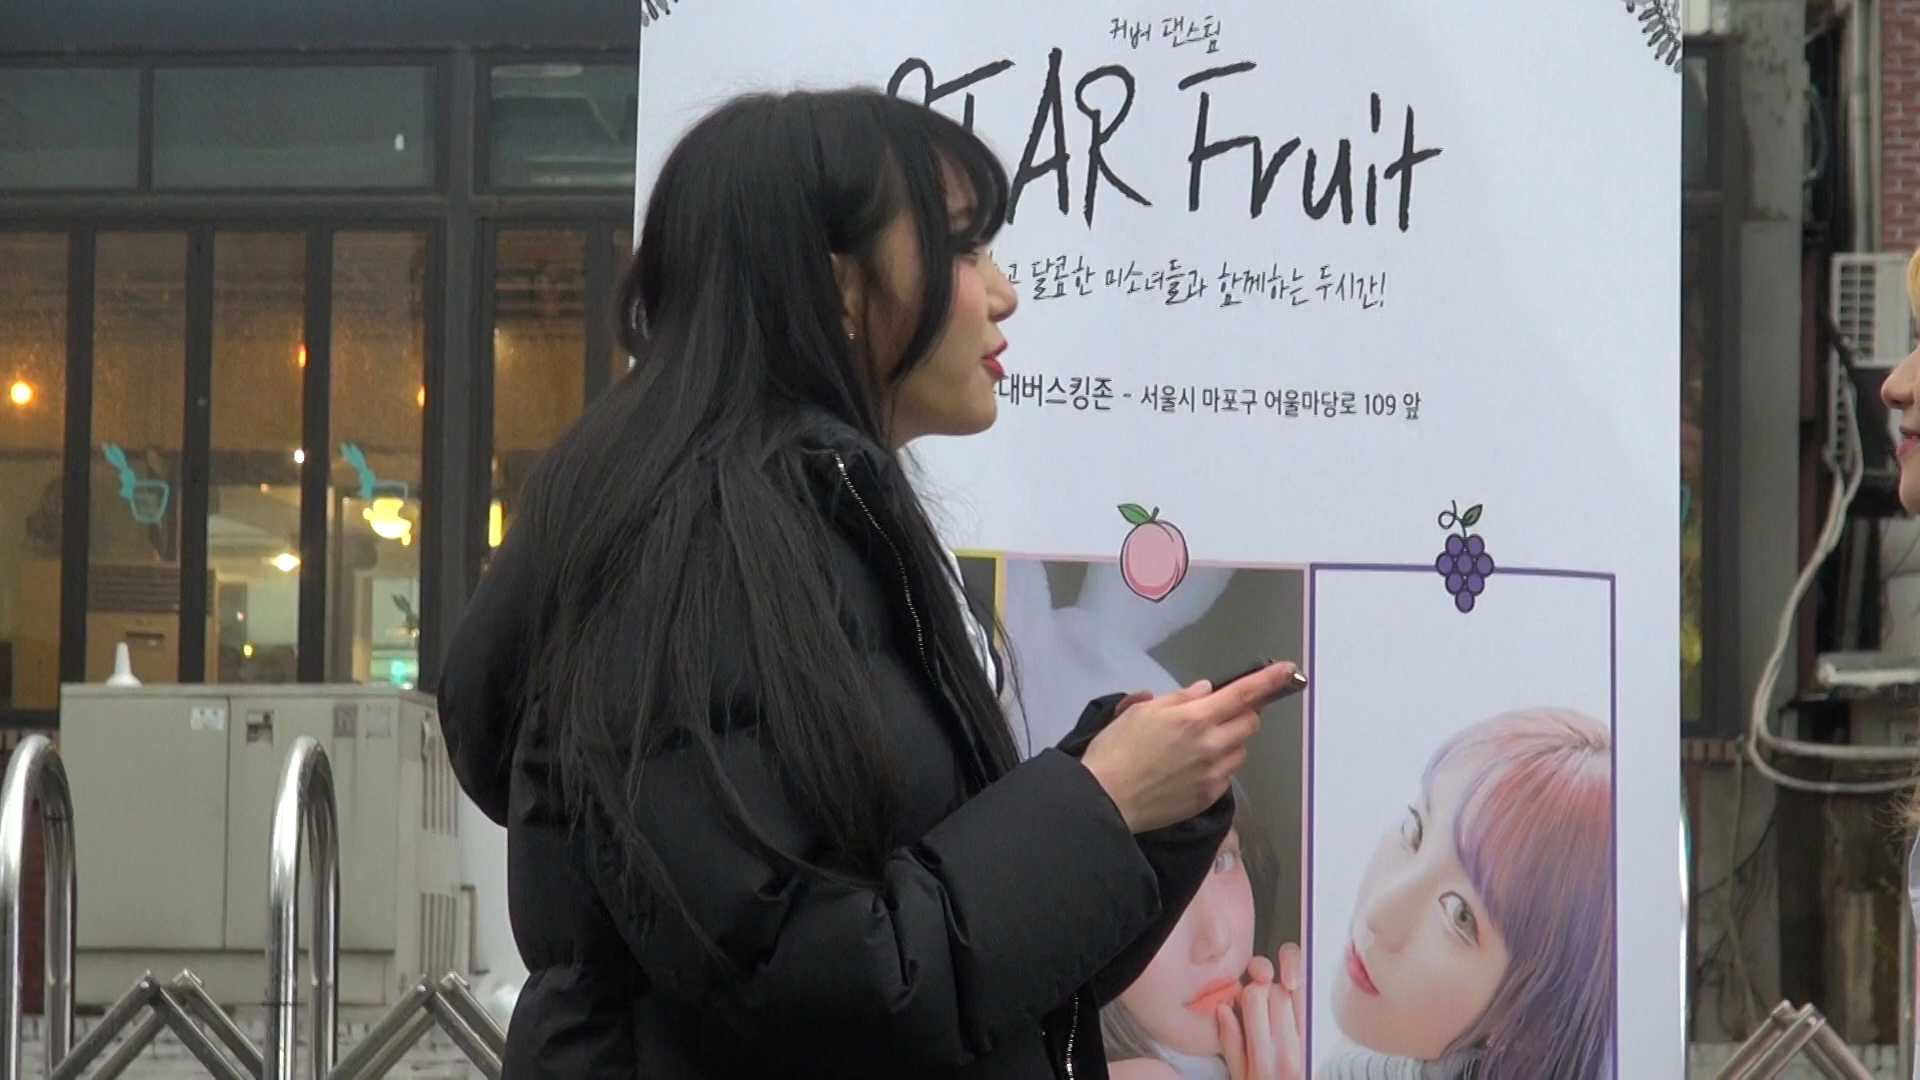 커버 댄스팀
STAR Fruit
고 달콤한 미소녀들과 함께하는 두시간!
대버스킹존 - 서울시 마포구 어울마당로 109 앞